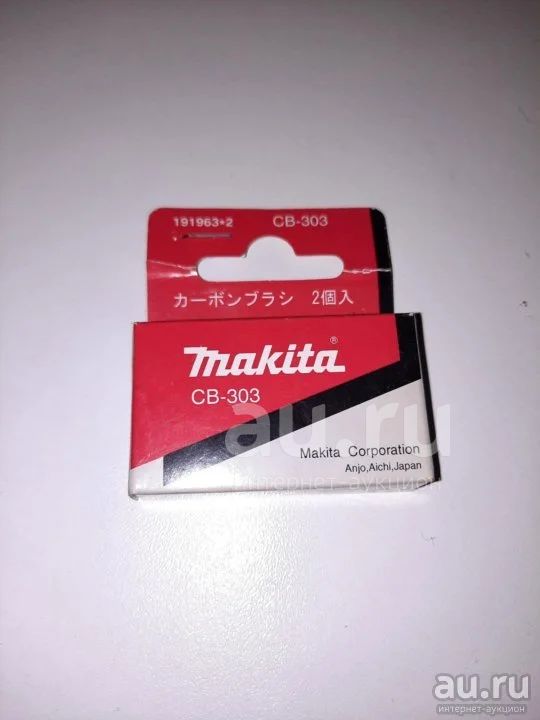 191963*2 CB-303
カーボンブラシ 2個入
makita®
CB-303
au.ru
Makita Corporation
Anjo,Aichi,Japan
интернет-аукцион
au.ru
интернет-аукцион